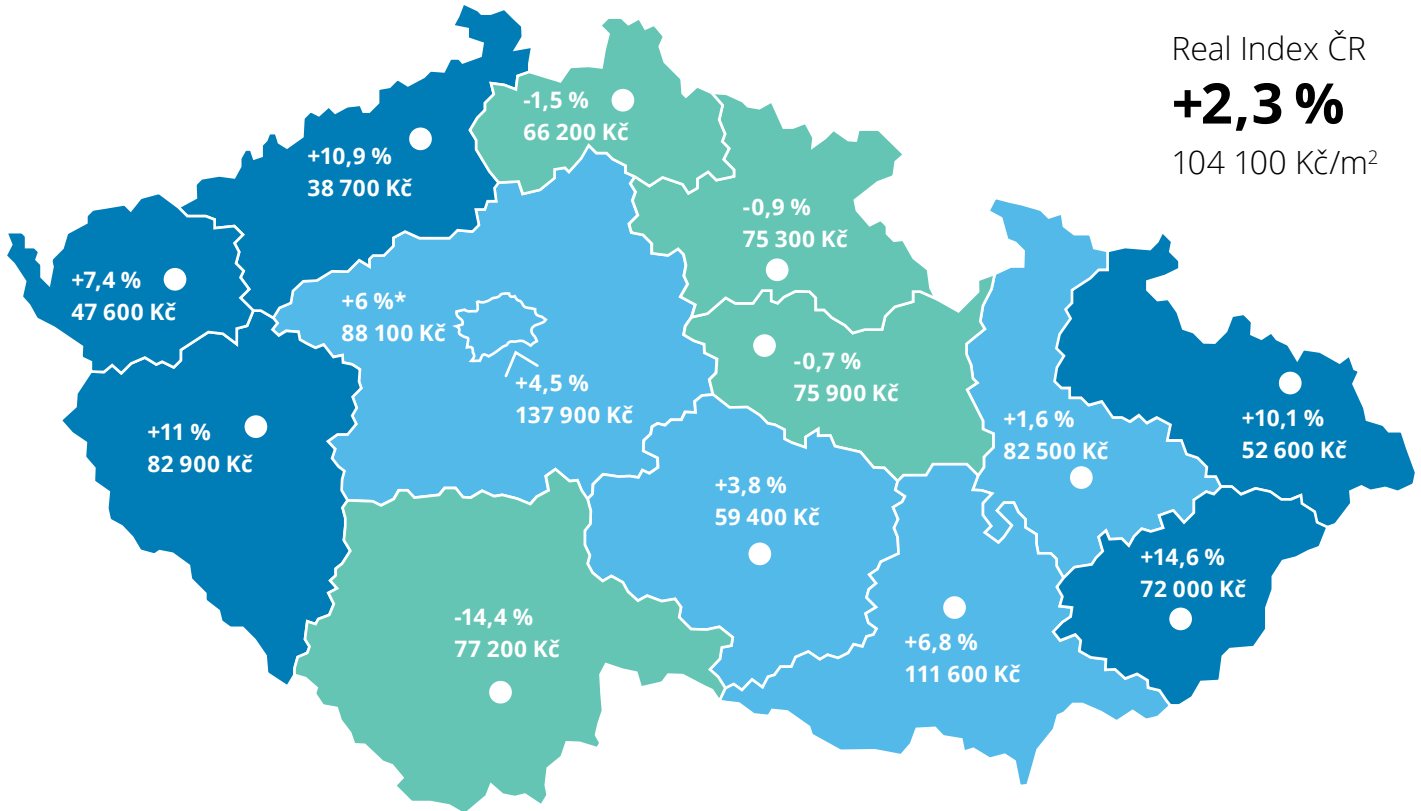 Real Index ČR
+2,3 %
104 100 Kč/m²
-1,5 %
66 200 Kč
+10,9 %
38 700 Kč
-0,9 %
75 300 Kč
+7,4 %
47 600 Kč
+6 %*
88 100 Kč
+4,5 %
137 900 Kč
-0,7 %
75 900 Kč
+11 %
82 900 Kč
+1,6 %
82 500 Kč
+10,1 %
52 600 Kč
+3,8 %
59 400 Kč
+14,6 %
72 000 Kč
-14,4 %
77 200 Kč
+6,8 %
111 600 Kč